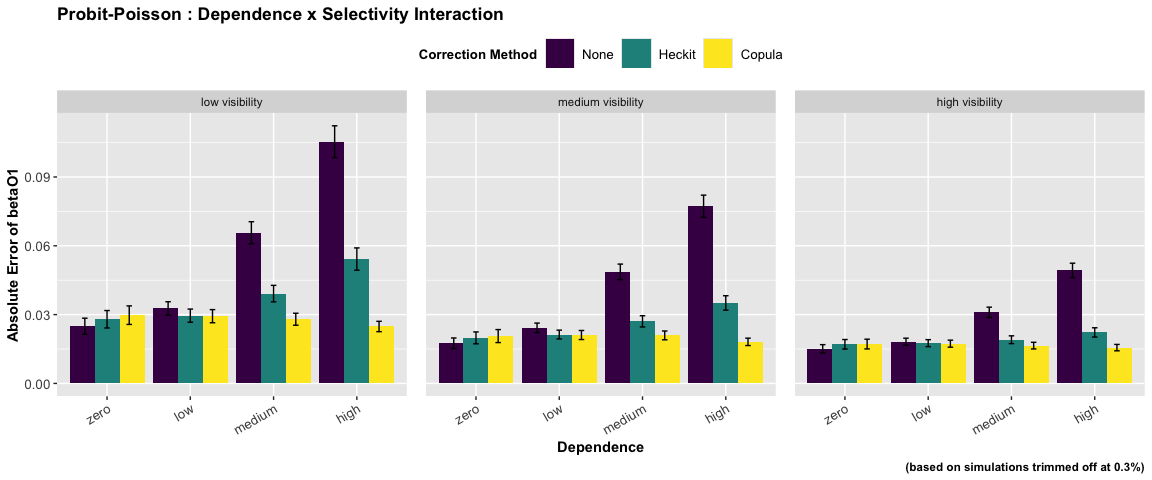 Probit-Poisson : Dependence x Selectivity Interaction
Correction Method None Heckit Copula
low visibility medium visibility high visibility
Absolute Error of betaO1
0.09
0.06
0.03
0.00
zero low medium high zero low medium high zero low medium high
Dependence
(based on simulations trimmed off at 0.3%)